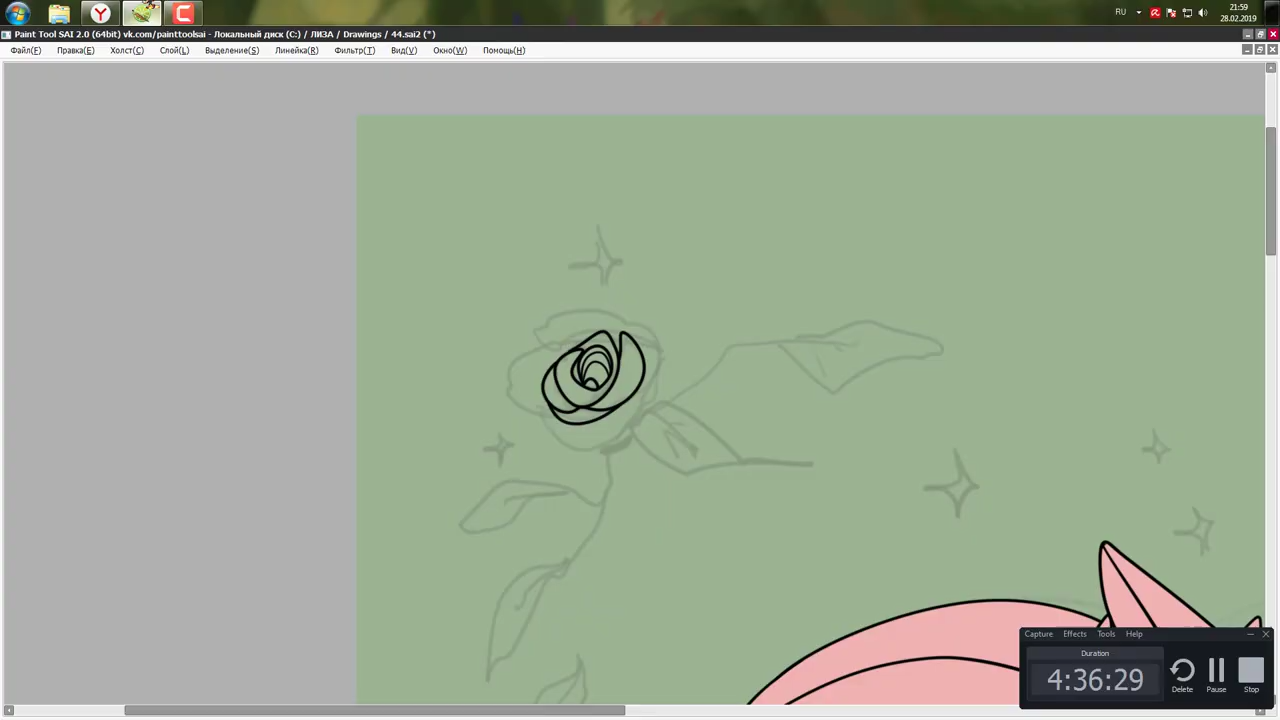 RU
21:59
28.02.2019
Paint Tool SAI 2.0 (64bit) vk.com/painttoolsai - Локальный диск (C:) / ЛИЗА / Drawings / 44.sai2 (*)
Файл(F) Правка(E) Холст(C) Слой(L) Выделение(S) Линейка(R) Фильтр(T) Вид(V) Окно(W) Помощь(H)
Capture Effects Tools Help
Duration
4:36:29
Delete Pause Stop